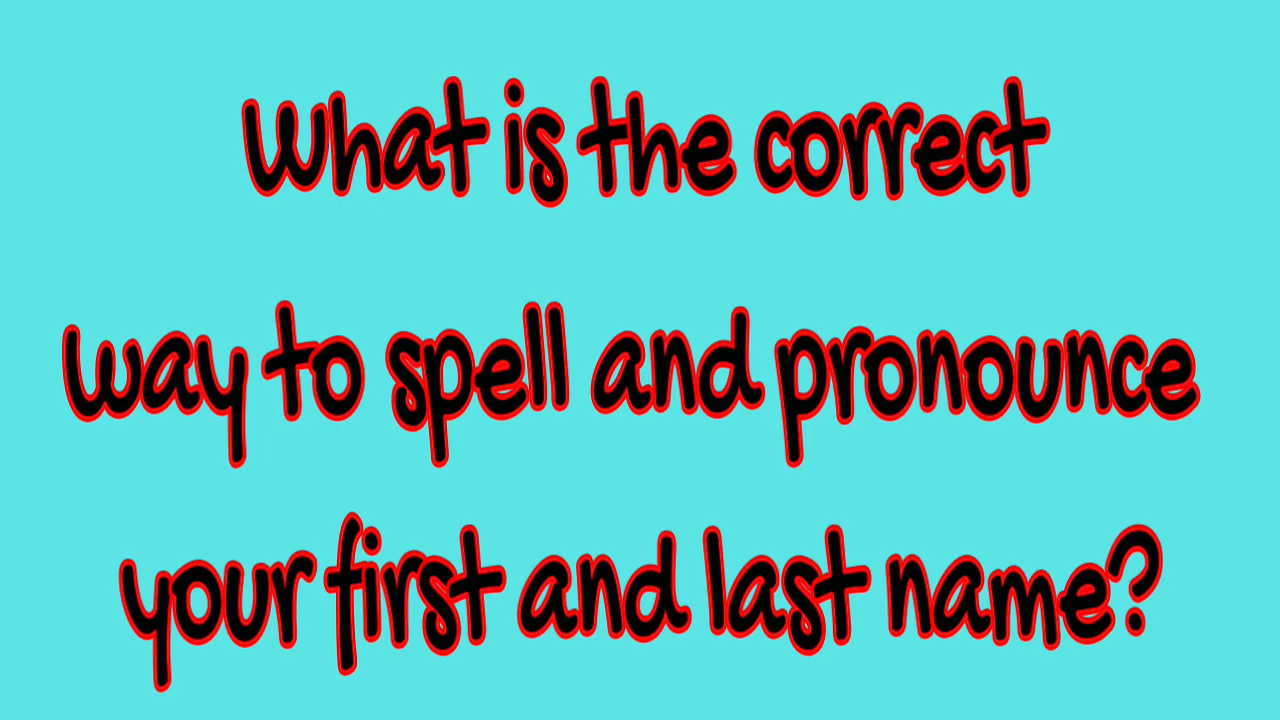 What is the correct
way to spell and pronounce
your first and last name?